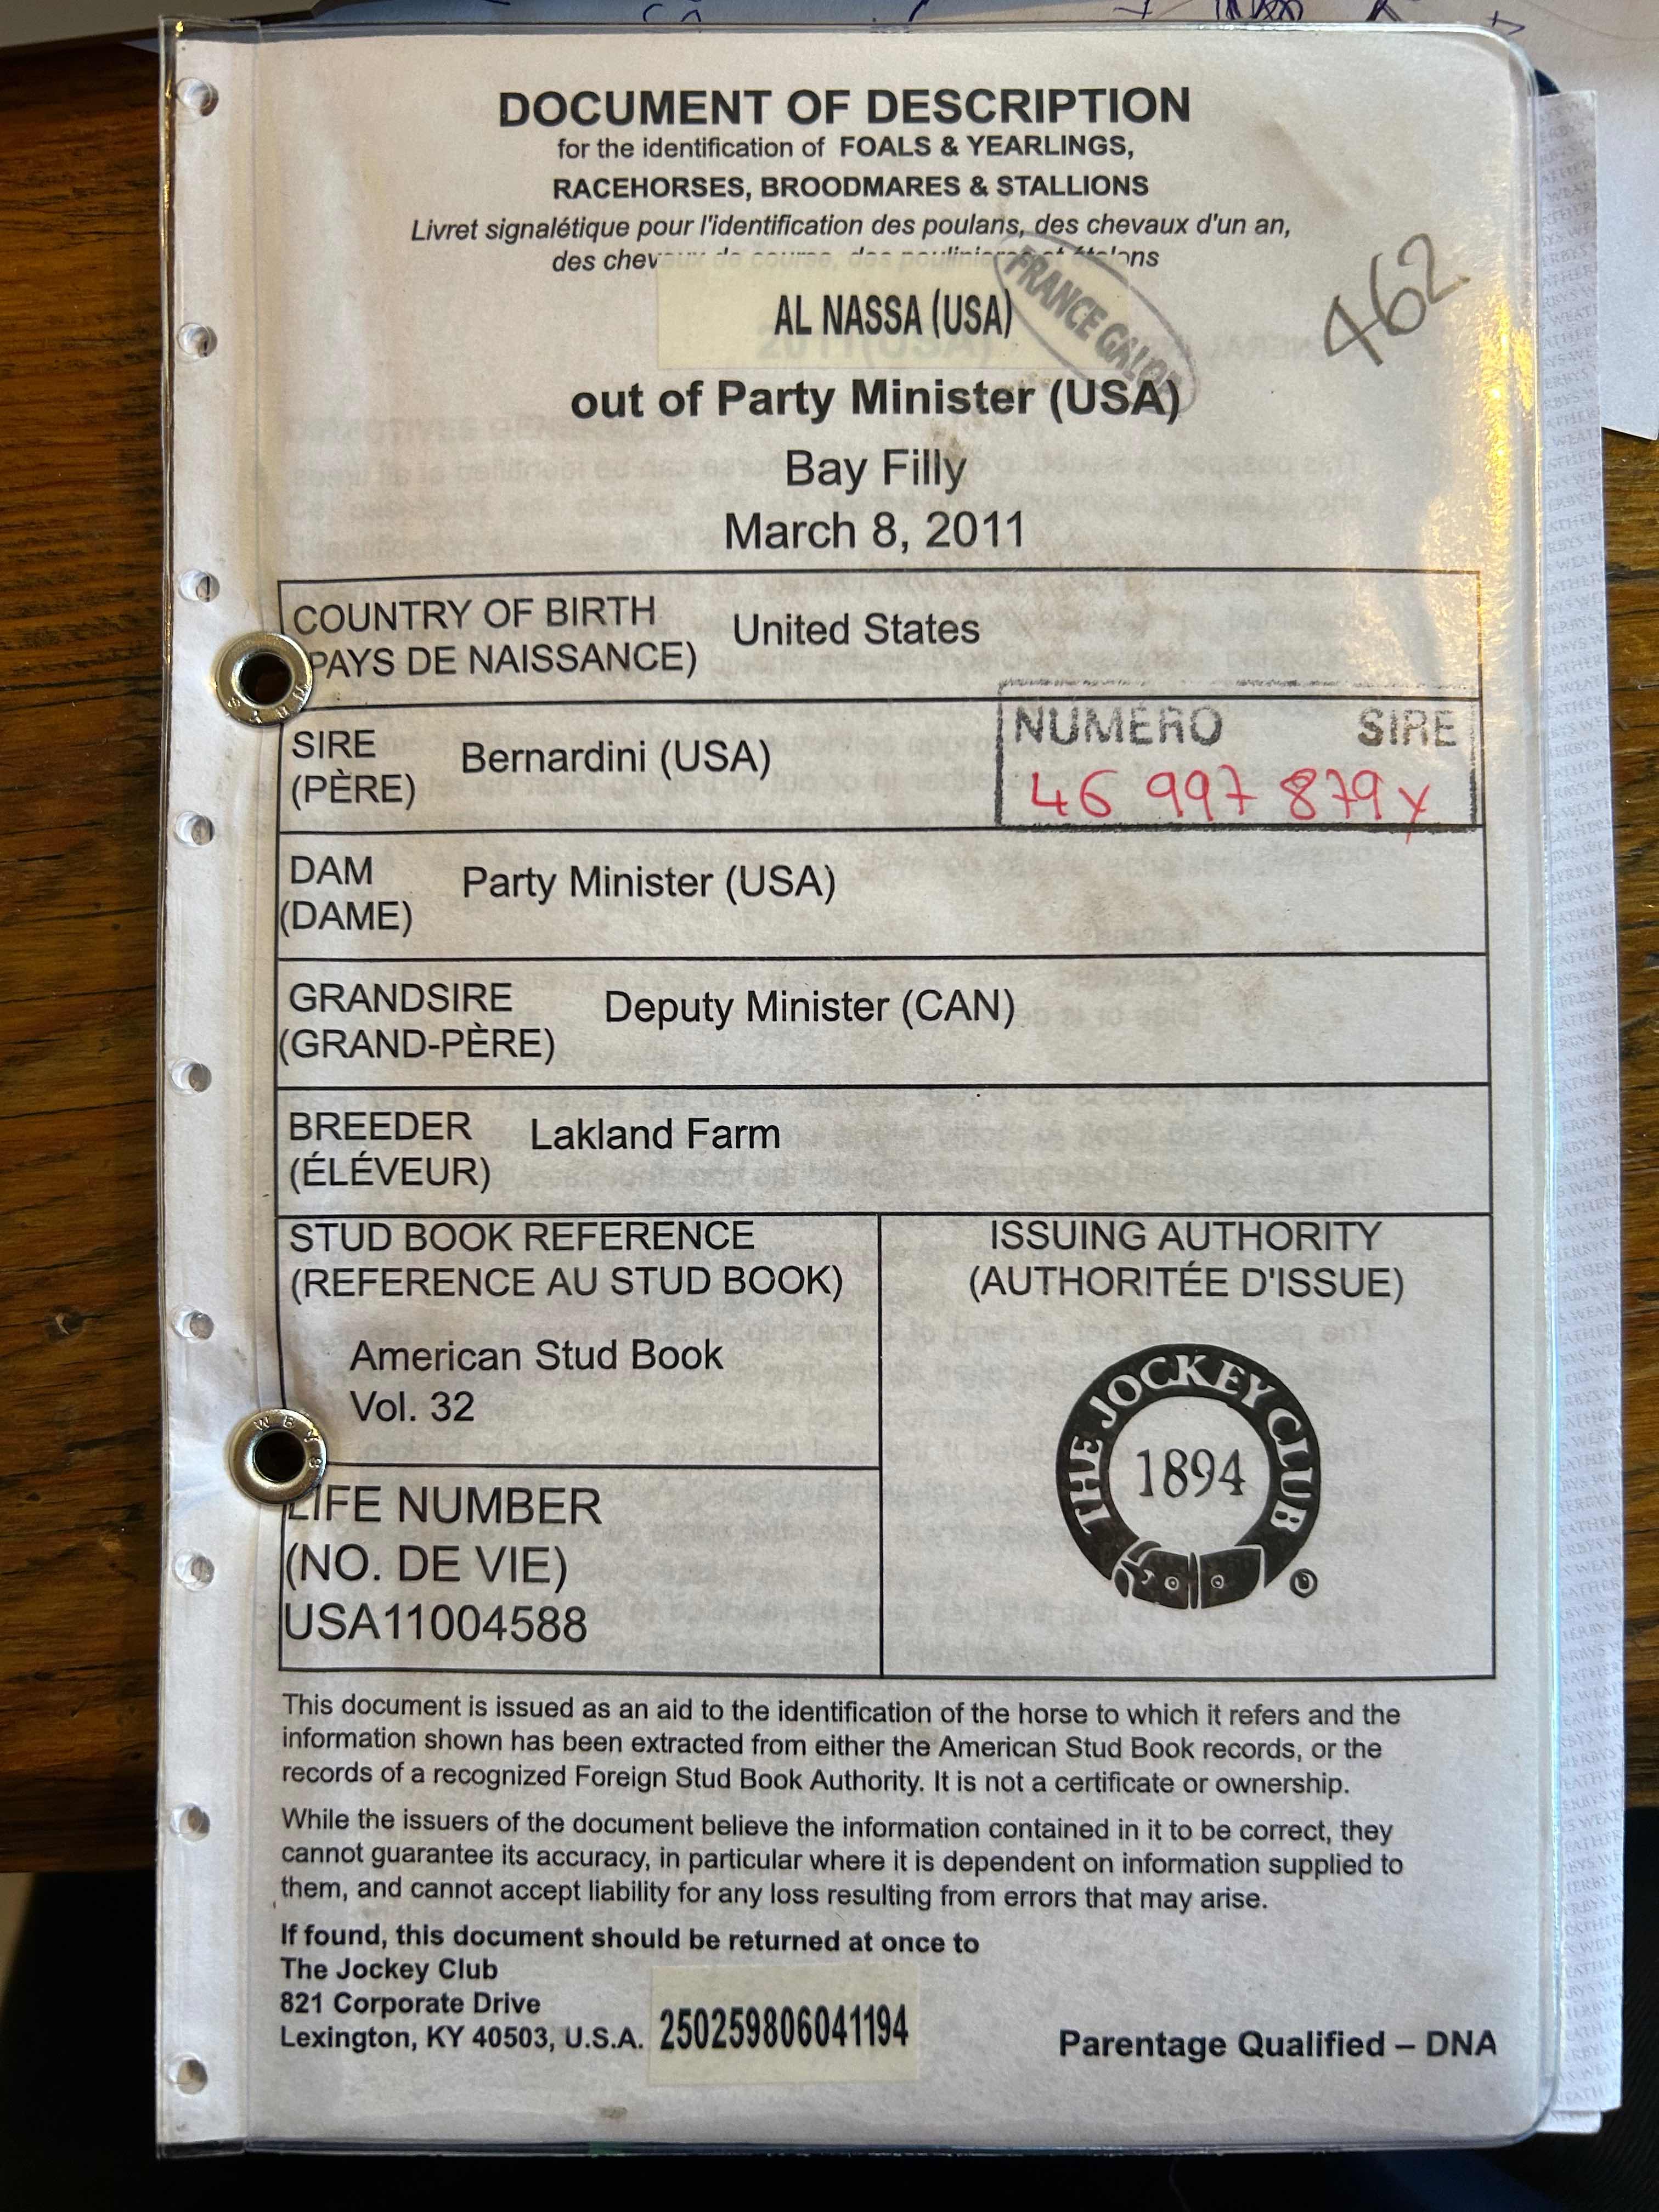 DOCUMENT OF DESCRIPTION
for the identification of FOALS & YEARLINGS,
RACEHORSES, BROODMARES & STALLIONS
Livret signalétique pour l'identification des poulans, des chevaux d'un an,
des chevaux de course, des poulinieres et étalons
AL NASSA (USA)
FRANCE GALOP
462
out of Party Minister (USA)
Bay Filly
March 8, 2011
COUNTRY OF BIRTH
(PAYS DE NAISSANCE)
United States
SIRE
(PÈRE)
Bernardini (USA)
NUMERO SIRE
46 997 879 y
DAM
(DAME)
Party Minister (USA)
GRANDSIRE
(GRAND-PÈRE)
Deputy Minister (CAN)
BREEDER
(ÉLÉVEUR)
Lakland Farm
STUD BOOK REFERENCE
(REFERENCE AU STUD BOOK)
American Stud Book
Vol. 32
LIFE NUMBER
(NO. DE VIE)
USA11004588
ISSUING AUTHORITY
(AUTHORITÉE D'ISSUE)
THE JOCKEY CLUB
1894
®
This document is issued as an aid to the identification of the horse to which it refers and the
information shown has been extracted from either the American Stud Book records, or the
records of a recognized Foreign Stud Book Authority. It is not a certificate or ownership.
While the issuers of the document believe the information contained in it to be correct, they
cannot guarantee its accuracy, in particular where it is dependent on information supplied to
them, and cannot accept liability for any loss resulting from errors that may arise.
If found, this document should be returned at once to
The Jockey Club
821 Corporate Drive
Lexington, KY 40503, U.S.A.
250259806041194
Parentage Qualified – DNA